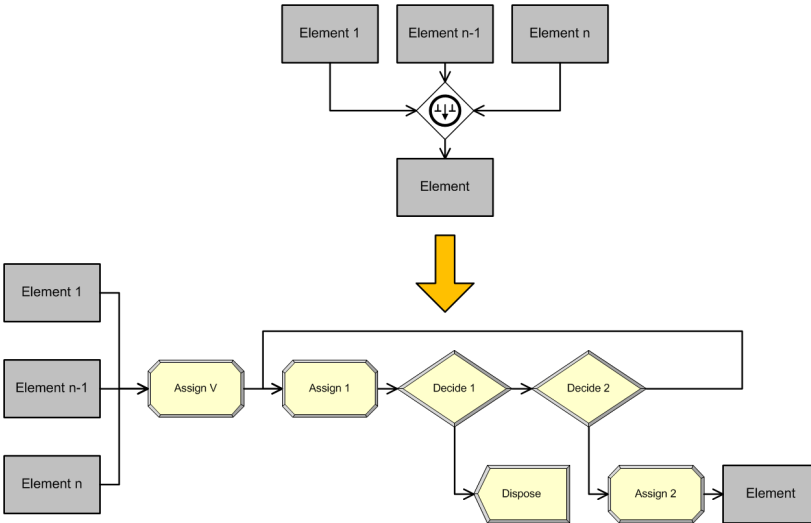 Element 1
Element n-1
Element n
Element
Element 1
Element n-1
Element n
Assign V
Assign 1
Decide 1
Decide 2
Dispose
Assign 2
Element